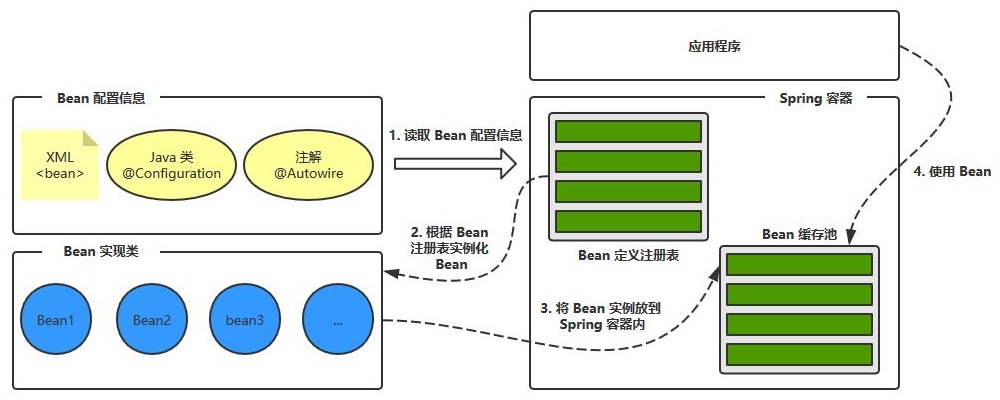 应用程序
Bean 配置信息
XML
<bean>
Java 类
@Configuration
注解
@Autowire
1. 读取 Bean 配置信息
Spring 容器
Bean 定义注册表
2. 根据 Bean
注册表实例化
Bean
4. 使用 Bean
Bean 缓存池
Bean 实现类
Bean1
Bean2
bean3
...
3. 将 Bean 实例放到
Spring 容器内